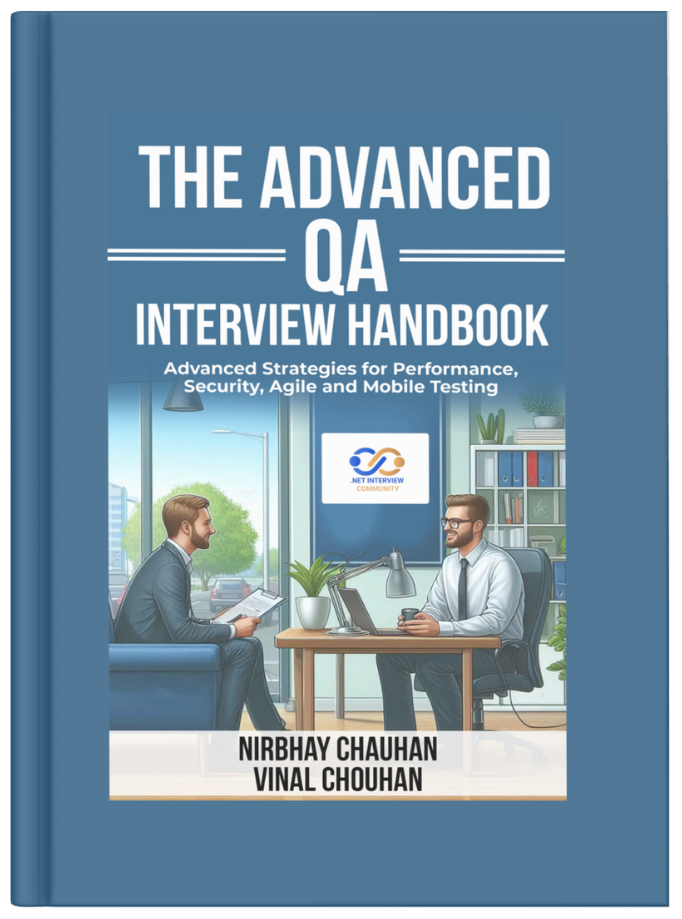 THE ADVANCED
QA
INTERVIEW HANDBOOK
Advanced Strategies for Performance,
Security, Agile and Mobile Testing
.NET INTERVIEW
COMMUNITY
NIRBHAY CHAUHAN
VINAL CHOUHAN